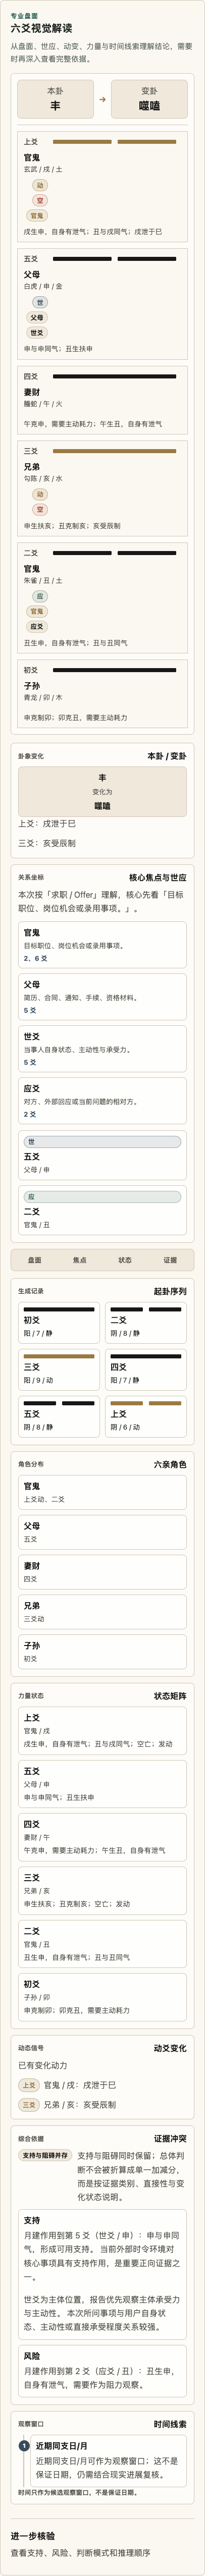 专业盘面
六爻视觉解读
从盘面、世应、动变、力量与时间线索理解结论，需要
时再深入查看完整依据。
本卦
丰
→
变卦
噬嗑
上爻
官鬼
玄武 / 戌 / 土
动
空
官鬼
戌生申，自身有泄气；丑与戌同气；戌泄于巳
五爻
父母
白虎 / 申 / 金
世
父母
世爻
申与申同气；丑生扶申
四爻
妻财
螣蛇 / 午 / 火
午克申，需要主动耗力；午生丑，自身有泄气
三爻
兄弟
勾陈 / 亥 / 水
动
空
申生扶亥；丑克制亥；亥受辰制
二爻
官鬼
朱雀 / 丑 / 土
应
官鬼
应爻
丑生申，自身有泄气；丑与丑同气
初爻
子孙
青龙 / 卯 / 木
申克制卯；卯克丑，需要主动耗力
卦象变化
本卦 / 变卦
丰
变化为
噬嗑
上爻：戌泄于巳
三爻：亥受辰制
关系坐标
核心焦点与世应
本次按「求职 / Offer」理解，核心先看「目标
职位、岗位机会或录用事项。」。
官鬼
目标职位、岗位机会或录用事项。
2、6 爻
父母
简历、合同、通知、手续、资格材料。
5 爻
世爻
当事人自身状态、主动性与承受力。
5 爻
应爻
对方、外部回应或当前问题的相对方。
2 爻
世
五爻
父母 / 申
应
二爻
官鬼 / 丑
盘面
焦点
状态
证据
生成记录
起卦序列
初爻
阳 / 7 / 静
二爻
阴 / 8 / 静
三爻
阳 / 9 / 动
四爻
阳 / 7 / 静
五爻
阴 / 8 / 静
上爻
阴 / 6 / 动
角色分布
六亲角色
官鬼
上爻动、二爻
父母
五爻
妻财
四爻
兄弟
三爻动
子孙
初爻
力量状态
状态矩阵
上爻
官鬼 / 戌
戌生申，自身有泄气；丑与戌同气；空亡；发动
五爻
父母 / 申
申与申同气；丑生扶申
四爻
妻财 / 午
午克申，需要主动耗力；午生丑，自身有泄气
三爻
兄弟 / 亥
申生扶亥；丑克制亥；空亡；发动
二爻
官鬼 / 丑
丑生申，自身有泄气；丑与丑同气
初爻
子孙 / 卯
申克制卯；卯克丑，需要主动耗力
动态信号
动爻变化
已有变化动力
上爻
官鬼 / 戌：戌泄于巳
三爻
兄弟 / 亥：亥受辰制
综合依据
证据冲突
支持与阻碍并存
支持与阻碍同时保留；总体判
断不会被折算成单一加减分，
而是按证据类别、直接性与变
化状态说明。
支持
月建作用到第 5 爻（世爻 / 申）：申与申同
气，形成可用支持。 当前外部时令环境对
核心事项具有支持作用，是重要正向证据之
一。
世爻为主体位置，报告优先观察主体承受力
与主动性。 本次所问事项与用户自身状
态、主动性或直接承受程度关系较强。
风险
月建作用到第 2 爻（应爻 / 丑）：丑生申，
自身有泄气，需要作为阻力观察。
观察窗口
时间线索
1
近期同支日/月
近期同支日/月可作为观察窗口；这不是
保证日期，仍需结合现实进展复核。
时间只作为候选观察窗口，不是保证日期。
进一步核验
查看支持、风险、判断模式和推理顺序